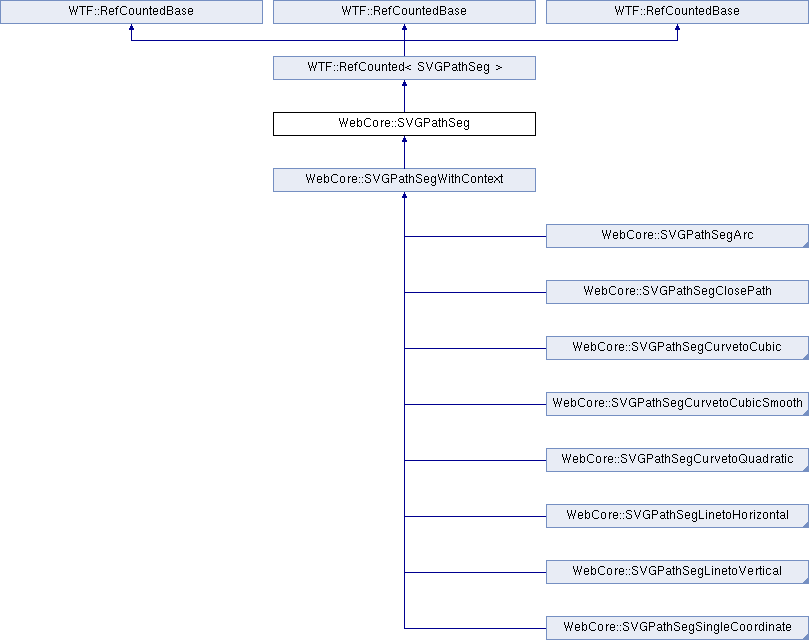 WTF::RefCountedBase WTF::RefCountedBase WTF::RefCountedBase
WTF::RefCounted< SVGPathSeg >
WebCore::SVGPathSeg
WebCore::SVGPathSegWithContext
WebCore::SVGPathSegArc
WebCore::SVGPathSegClosePath
WebCore::SVGPathSegCurvetoCubic
WebCore::SVGPathSegCurvetoCubicSmooth
WebCore::SVGPathSegCurvetoQuadratic
WebCore::SVGPathSegLinetoHorizontal
WebCore::SVGPathSegLinetoVertical
WebCore::SVGPathSegSingleCoordinate